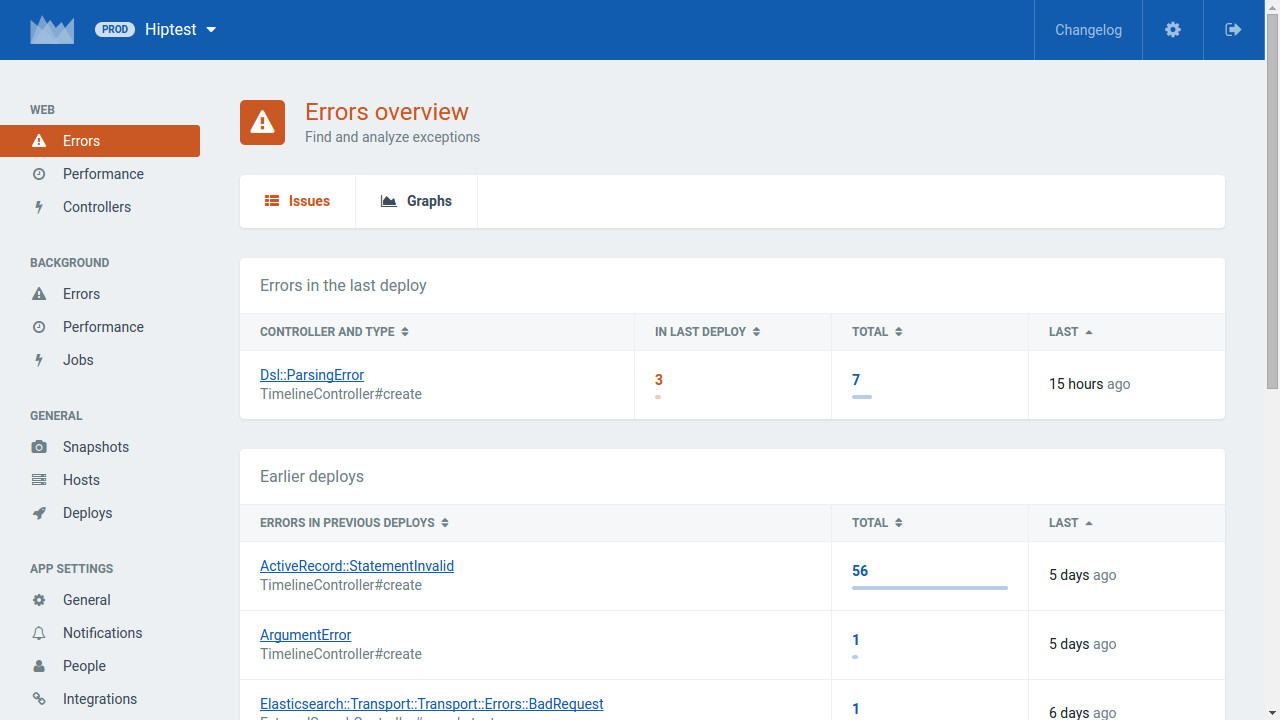 PROD Hiptest
Changelog
WEB
Errors
Performance
Controllers
BACKGROUND
Errors
Performance
Jobs
GENERAL
Snapshots
Hosts
Deploys
APP SETTINGS
General
Notifications
People
Integrations
Errors overview
Find and analyze exceptions
Issues Graphs
Errors in the last deploy
CONTROLLER AND TYPE IN LAST DEPLOY TOTAL LAST
Dsl::ParsingError
TimelineController#create
3 7 15 hours ago
Earlier deploys
ERRORS IN PREVIOUS DEPLOYS TOTAL LAST
ActiveRecord::StatementInvalid
TimelineController#create
56 5 days ago
ArgumentError
TimelineController#create
1 5 days ago
Elasticsearch::Transport::Transport::Errors::BadRequest
1 6 days ago